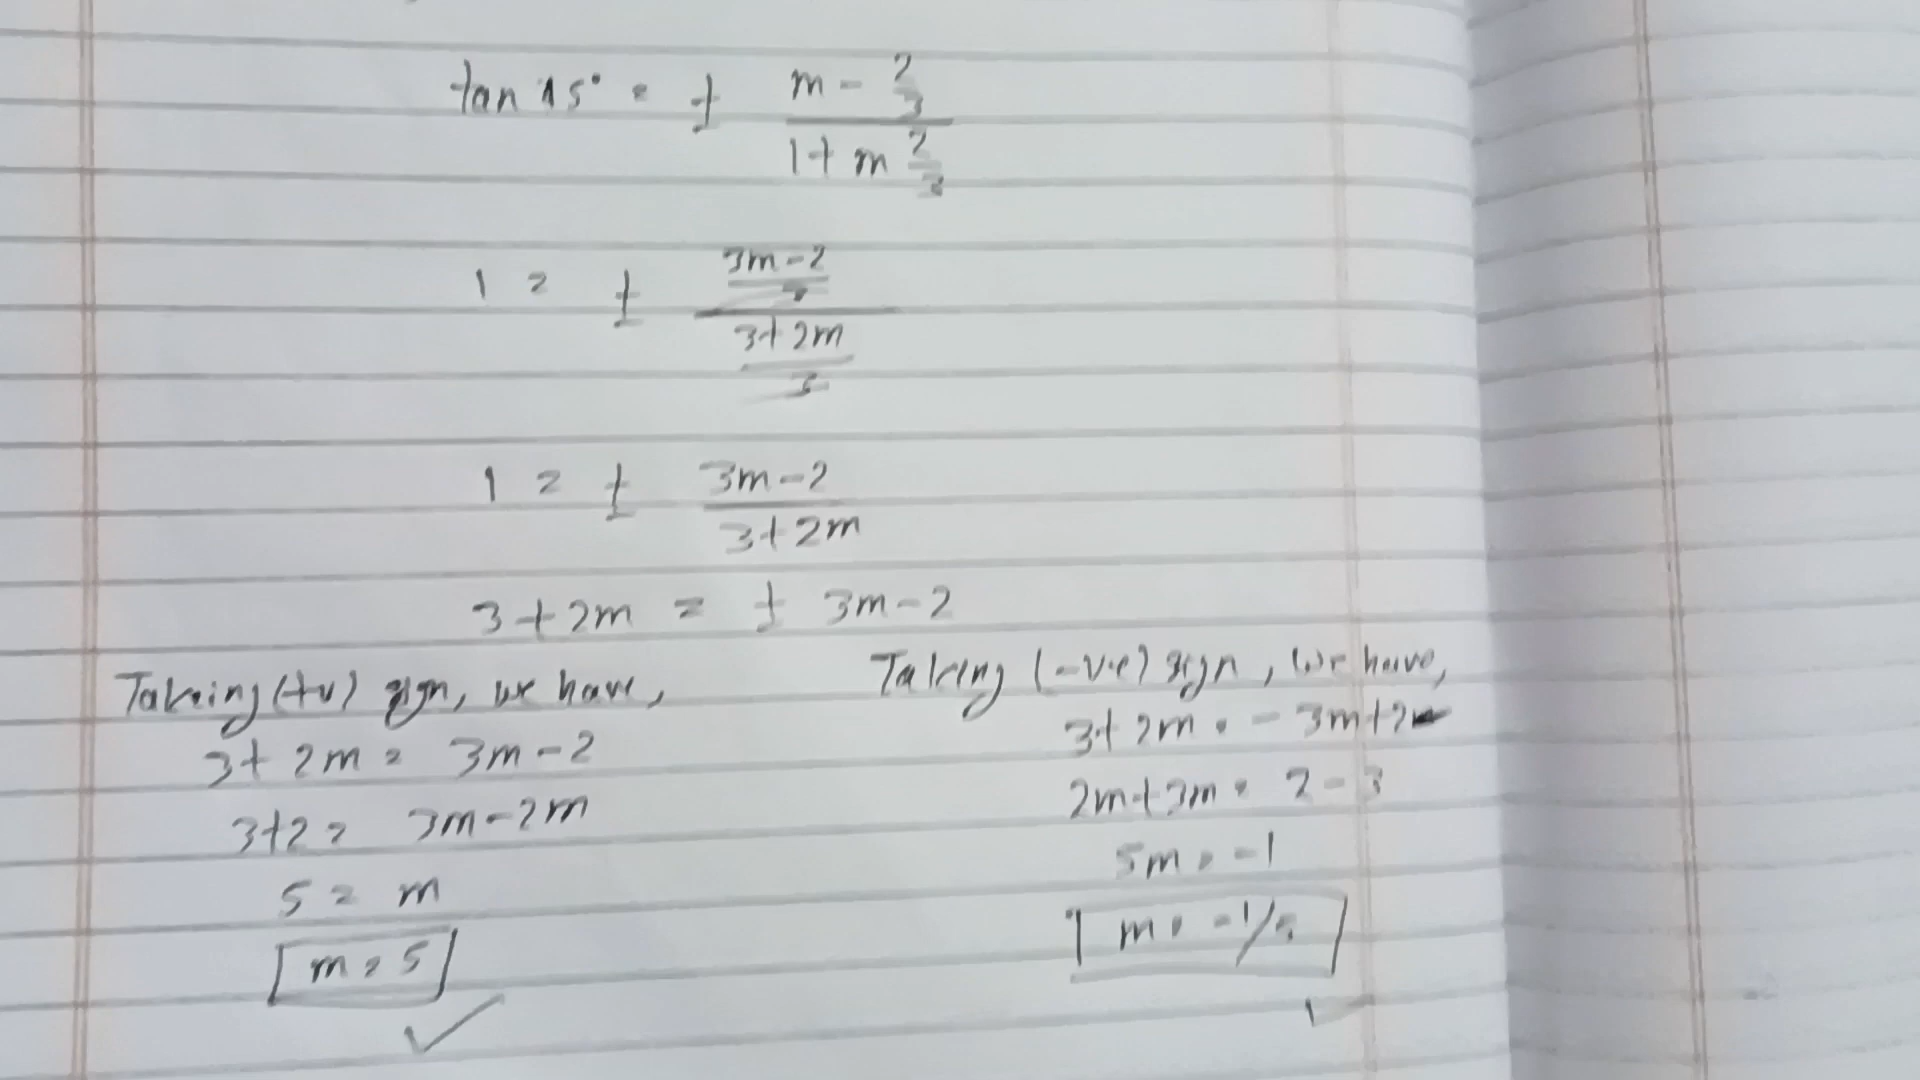 tan 45° = ± m - 2/3 / 1 + m 2/3
1 = ± 3m-2/3 / 3+2m/3
1 = ± 3m-2 / 3+2m
3+2m = ± 3m-2
Taking (+v) sign, we have,
3+2m = 3m-2
3+2 = 3m-2m
5 = m
m = 5
Taking (-ve) sign, we have,
3+2m = -3m+2
2m+3m = 2-3
5m = -1
m = -1/5